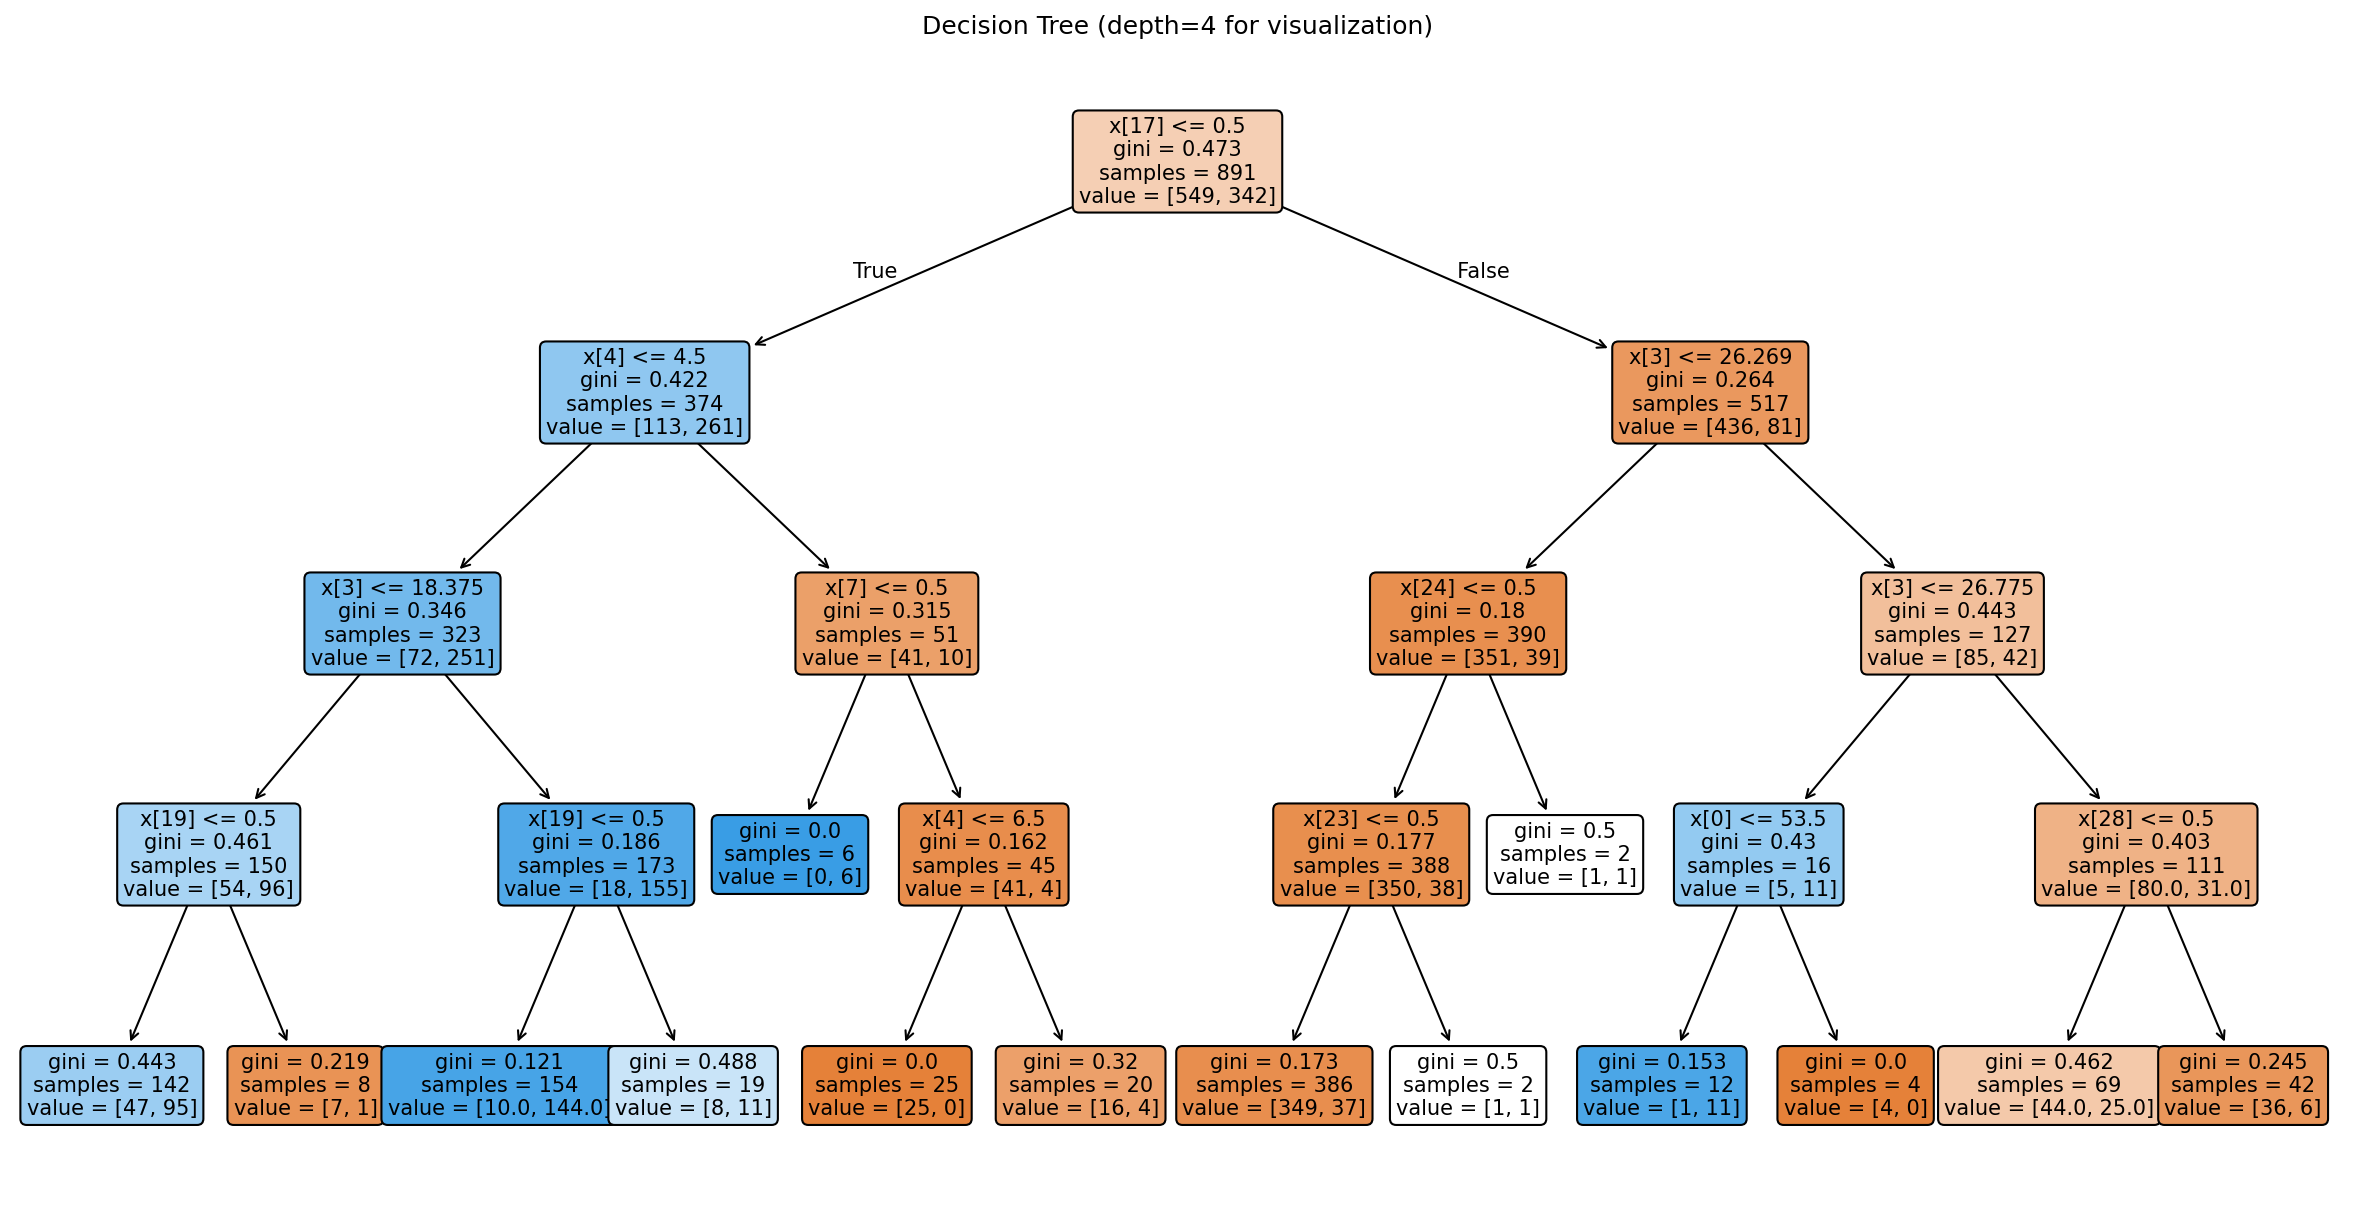 Decision Tree (depth=4 for visualization)
x[17] <= 0.5
gini = 0.473
samples = 891
value = [549, 342]
True
False
x[4] <= 4.5
gini = 0.422
samples = 374
value = [113, 261]
x[3] <= 26.269
gini = 0.264
samples = 517
value = [436, 81]
x[3] <= 18.375
gini = 0.346
samples = 323
value = [72, 251]
x[7] <= 0.5
gini = 0.315
samples = 51
value = [41, 10]
x[24] <= 0.5
gini = 0.18
samples = 390
value = [351, 39]
x[3] <= 26.775
gini = 0.443
samples = 127
value = [85, 42]
x[19] <= 0.5
gini = 0.461
samples = 150
value = [54, 96]
x[19] <= 0.5
gini = 0.186
samples = 173
value = [18, 155]
gini = 0.0
samples = 6
value = [0, 6]
x[4] <= 6.5
gini = 0.162
samples = 45
value = [41, 4]
x[23] <= 0.5
gini = 0.177
samples = 388
value = [350, 38]
gini = 0.5
samples = 2
value = [1, 1]
x[0] <= 53.5
gini = 0.43
samples = 16
value = [5, 11]
x[28] <= 0.5
gini = 0.403
samples = 111
value = [80.0, 31.0]
gini = 0.443
samples = 142
value = [47, 95]
gini = 0.219
samples = 8
value = [7, 1]
gini = 0.121
samples = 154
value = [10.0, 144.0]
gini = 0.488
samples = 19
value = [8, 11]
gini = 0.0
samples = 25
value = [25, 0]
gini = 0.32
samples = 20
value = [16, 4]
gini = 0.173
samples = 386
value = [349, 37]
gini = 0.5
samples = 2
value = [1, 1]
gini = 0.153
samples = 12
value = [1, 11]
gini = 0.0
samples = 4
value = [4, 0]
gini = 0.462
samples = 69
value = [44.0, 25.0]
gini = 0.245
samples = 42
value = [36, 6]